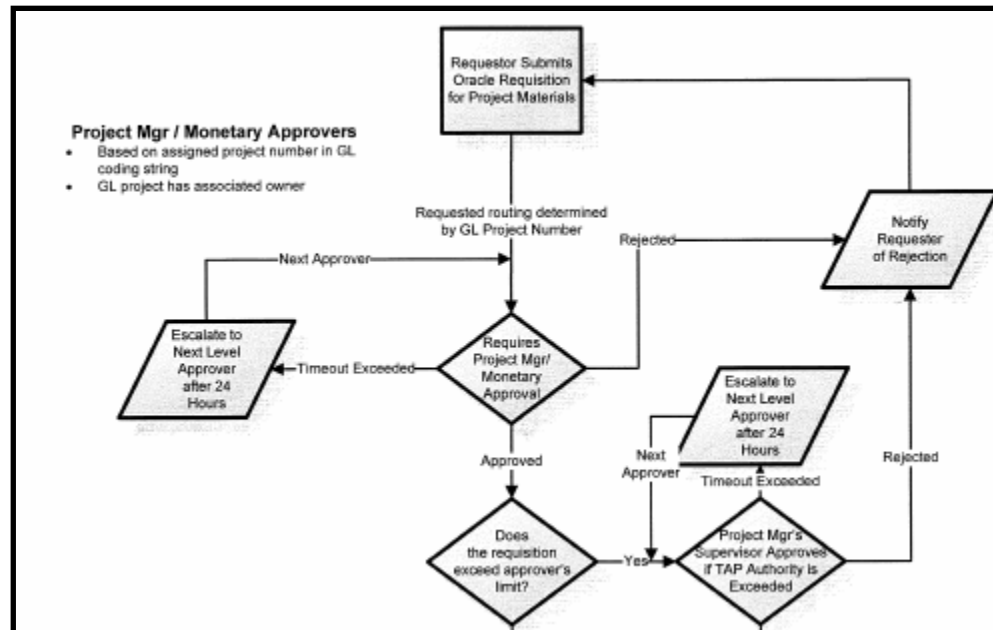 Requestor Submits
Oracle Requisition
for Project Materials
Project Mgr / Monetary Approvers
• Based on assigned project number in GL
coding string
• GL project has associated owner
Requested routing determined
by GL Project Number
Rejected
Notify
Requester
of Rejection
Next Approver
Escalate to
Next Level
Approver
after 24
Hours
Timeout Exceeded
Requires
Project Mgr/
Monetary
Approval
Escalate to
Next Level
Approver
after 24
Hours
Next
Approver
Timeout Exceeded
Rejected
Approved
Does
the requisition
exceed approver's
limit?
Yes
Project Mgr's
Supervisor Approves
if TAP Authority is
Exceeded